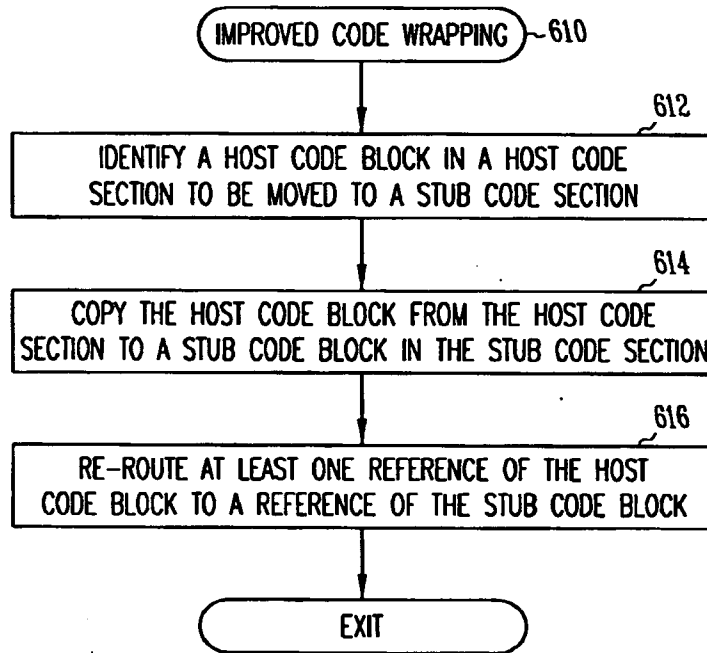 IMPROVED CODE WRAPPING 610
612
IDENTIFY A HOST CODE BLOCK IN A HOST CODE
SECTION TO BE MOVED TO A STUB CODE SECTION
614
COPY THE HOST CODE BLOCK FROM THE HOST CODE
SECTION TO A STUB CODE BLOCK IN THE STUB CODE SECTION
616
RE-ROUTE AT LEAST ONE REFERENCE OF THE HOST
CODE BLOCK TO A REFERENCE OF THE STUB CODE BLOCK
EXIT